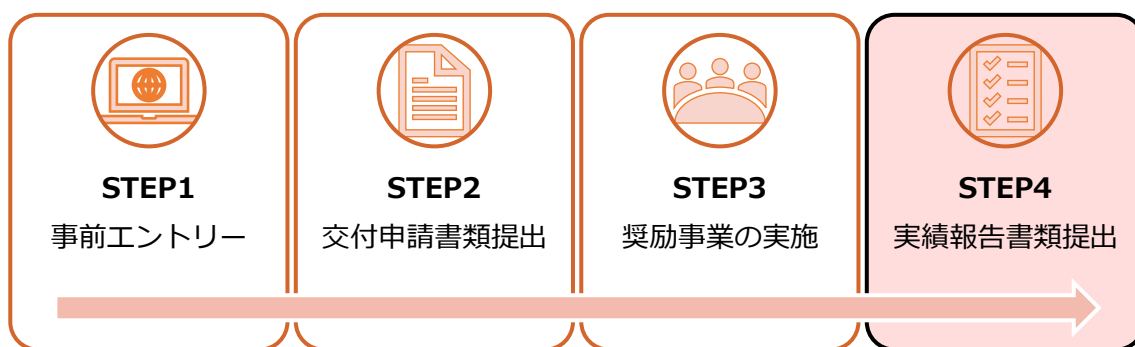 STEP1
事前エントリー
STEP2
交付申請書類提出
STEP3
奨励事業の実施
STEP4
実績報告書類提出